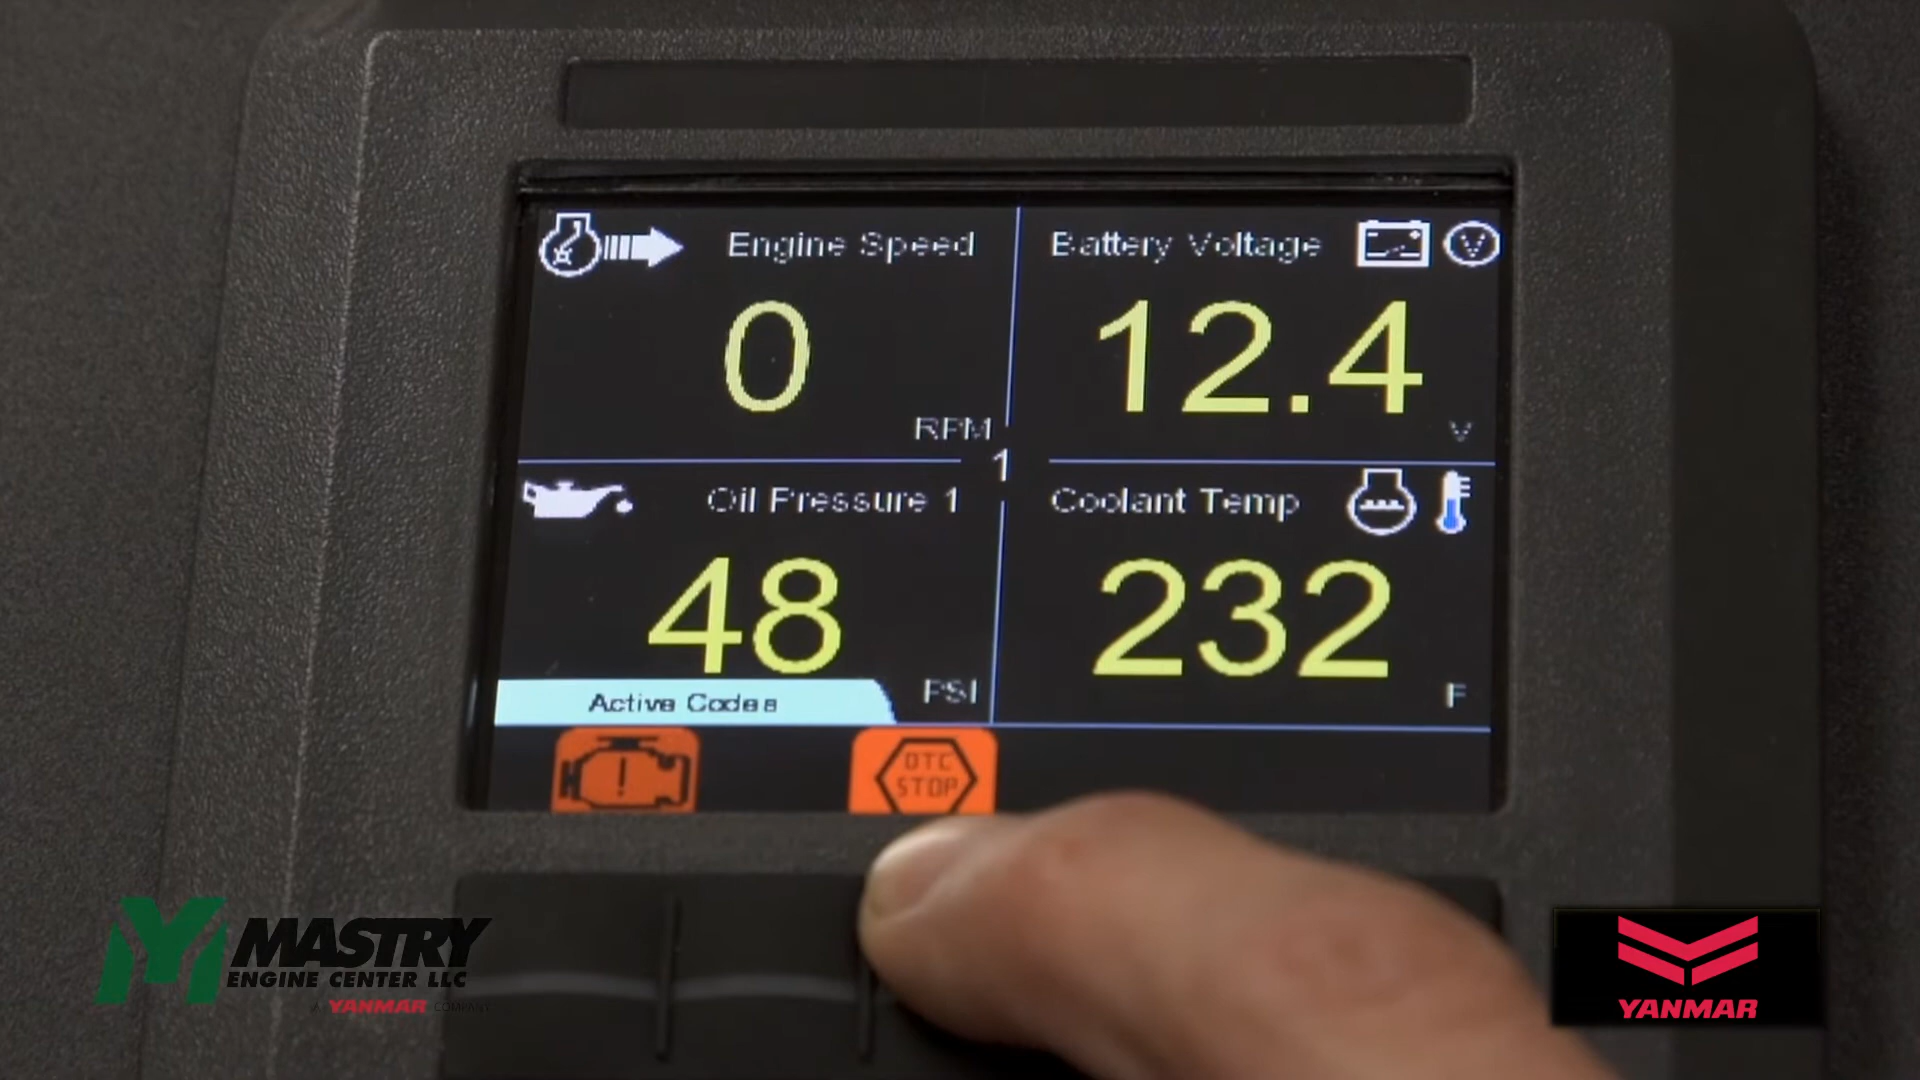 Engine Speed
0
RPM
Battery Voltage
V
12.4
V
1
Oil Pressure 1
48
PSI
Coolant Temp
232
F
Active Codes
!
DTC
STOP
YM MASTRY
ENGINE CENTER LLC
A YANMAR COMPANY
YANMAR